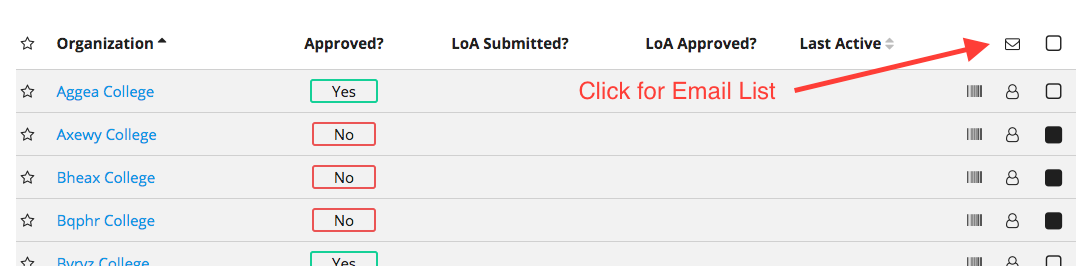 Organization Approved? LoA Submitted? LoA Approved? Last Active
Click for Email List
Aggea College Yes
Axewy College No
Bheax College No
Bqphr College No
Byryz College Yes